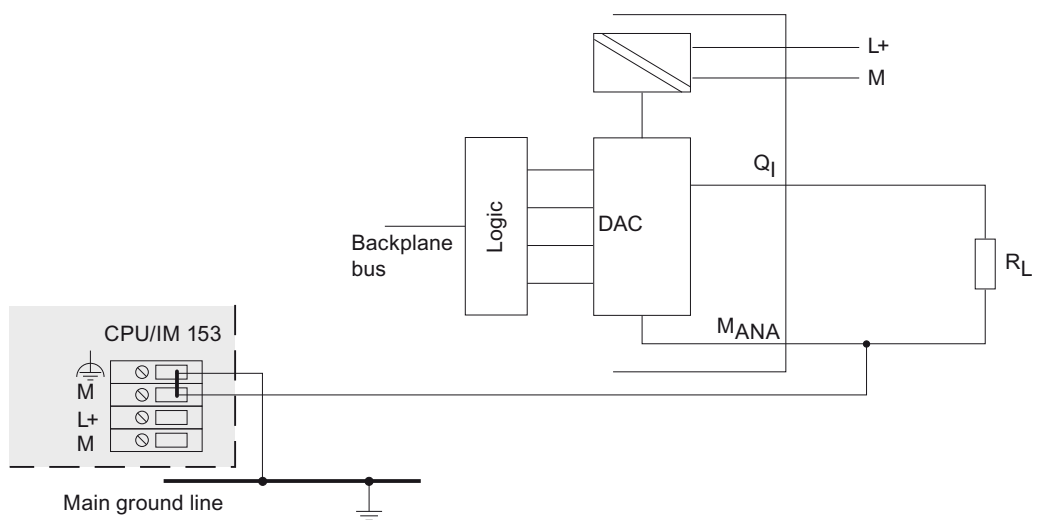 L+
M
Q_I
Logic
DAC
Backplane
bus
R_L
M_ANA
CPU/IM 153
M
L+
M
Main ground line